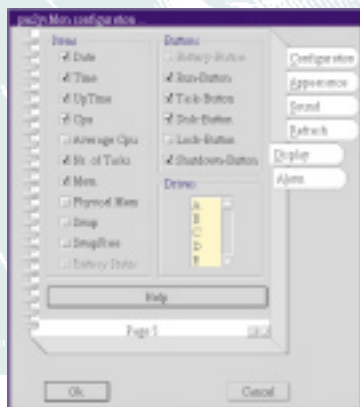 configuration ...
Items
Date
Time
UpTime
Cpu
Average Cpu
Nr. of Tasks
Mem.
Physical Mem
Swap
SwapFree
Battery-Status
Buttons
Battery-Button
Run-Button
Task-Button
Disk-Button
Lock-Button
Shutdown-Button
Drives
A
B
C
D
E
Help
Page 1
Configuration
Appearance
Sound
Refresh
Display
Alarm
Ok
Cancel